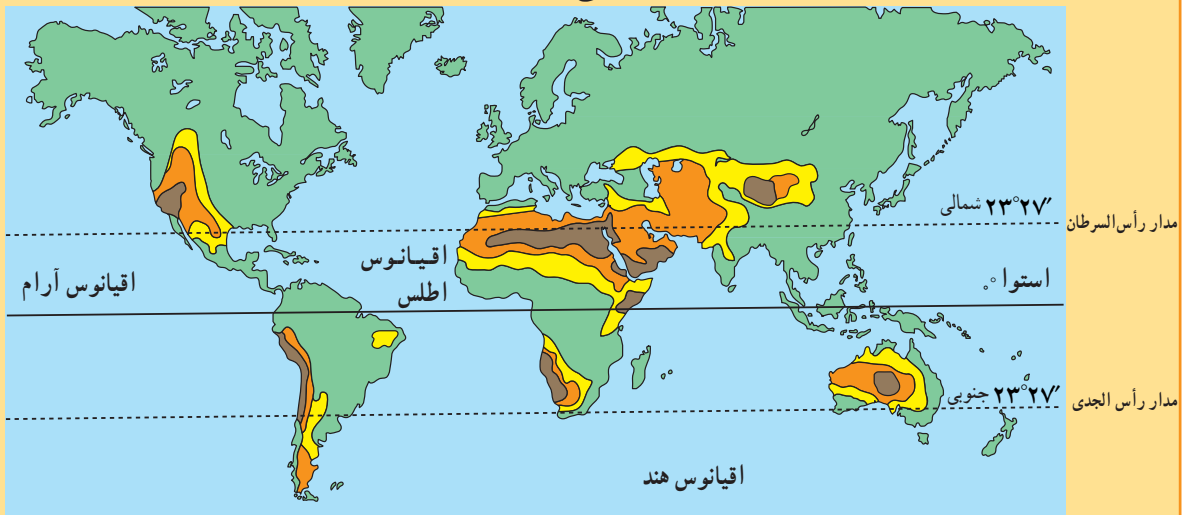 ۲۳°۲۷′ شمالی
مدار رأس‌السرطان
اقیانوس
اطلس
اقیانوس آرام
استوا ۰°
۲۳°۲۷′ جنوبی
مدار رأس الجدی
اقیانوس هند